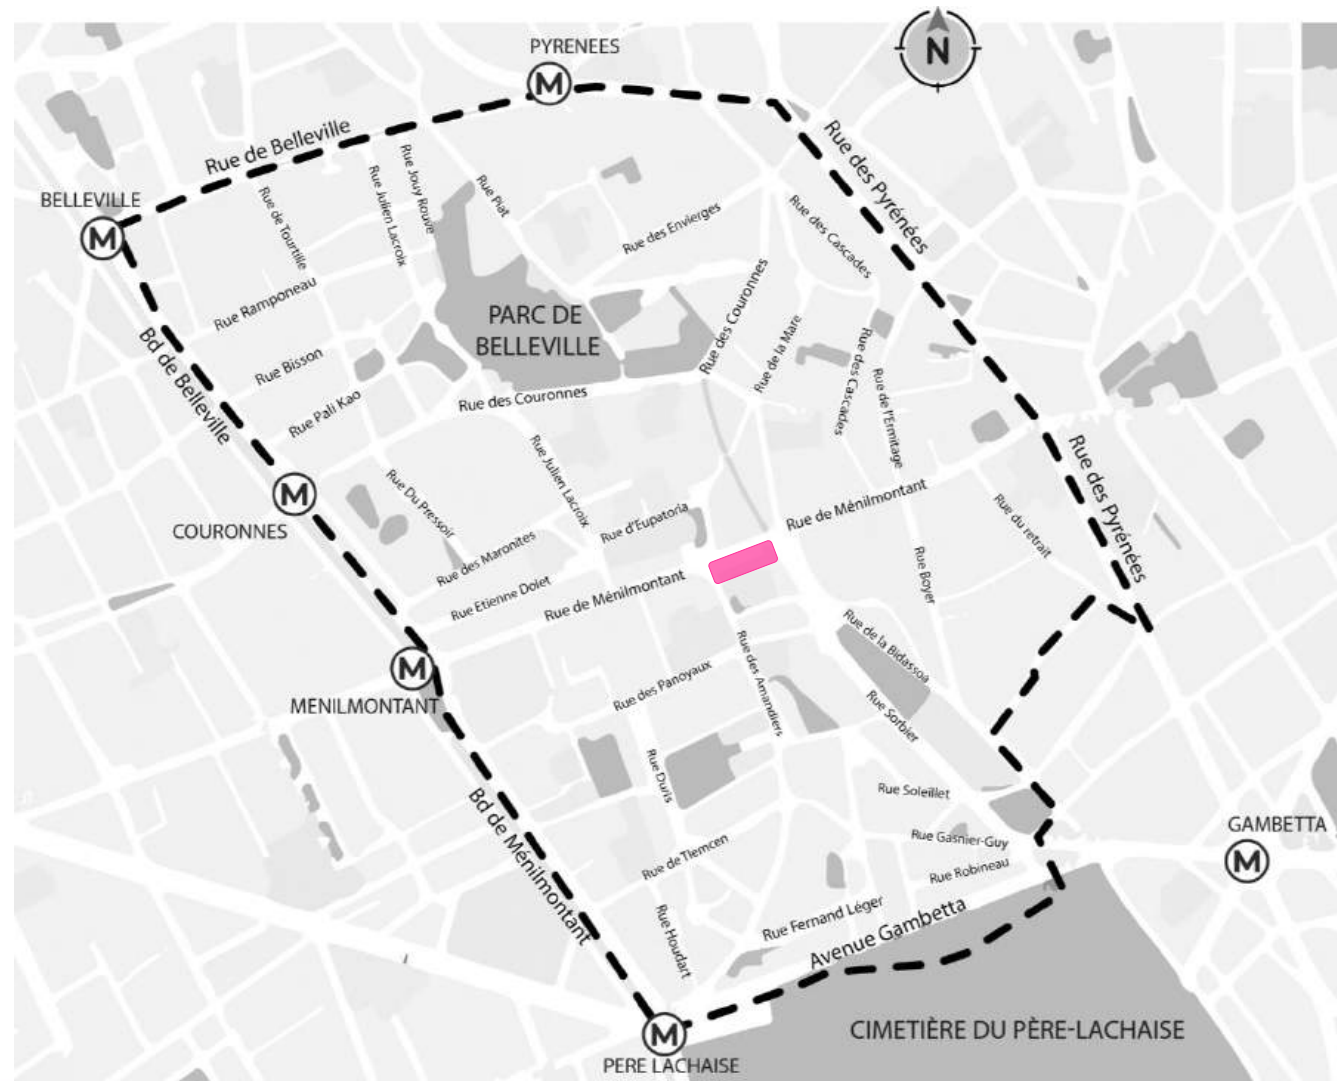 PYRENEES
M
N
Rue de Belleville
Rue des Pyrénées
BELLEVILLE
M
Rue de Tourtille
Rue Julien Lacroix
Rue Jouy Rouve
Rue Piat
Rue des Envierges
Rue des Cascades
Rue Ramponeau
PARC DE
BELLEVILLE
Rue des Couronnes
Rue de la Mare
Rue des Cascades
Rue de l'Ermitage
Bd de Belleville
Rue Bisson
Rue Pali Kao
Rue des Couronnes
M
COURONNES
Rue Du Pressoir
Rue Julien Lacroix
Rue d'Eupatoria
Rue de Ménilmontant
Rue du retrait
Rue des Pyrénées
Rue des Maronites
Rue Etienne Dolet
Rue de Ménilmontant
Rue Boyer
M
MENILMONTANT
Rue des Panoyaux
Rue des Amandiers
Rue de la Bidassoa
Rue Sorbier
Rue Duris
Rue Soleillet
Bd de Ménilmontant
Rue de Tlemcen
Rue Gasnier-Guy
Rue Robineau
GAMBETTA
M
Rue Houdart
Rue Fernand Léger
Avenue Gambetta
M
PERE LACHAISE
CIMETIÈRE DU PÈRE-LACHAISE